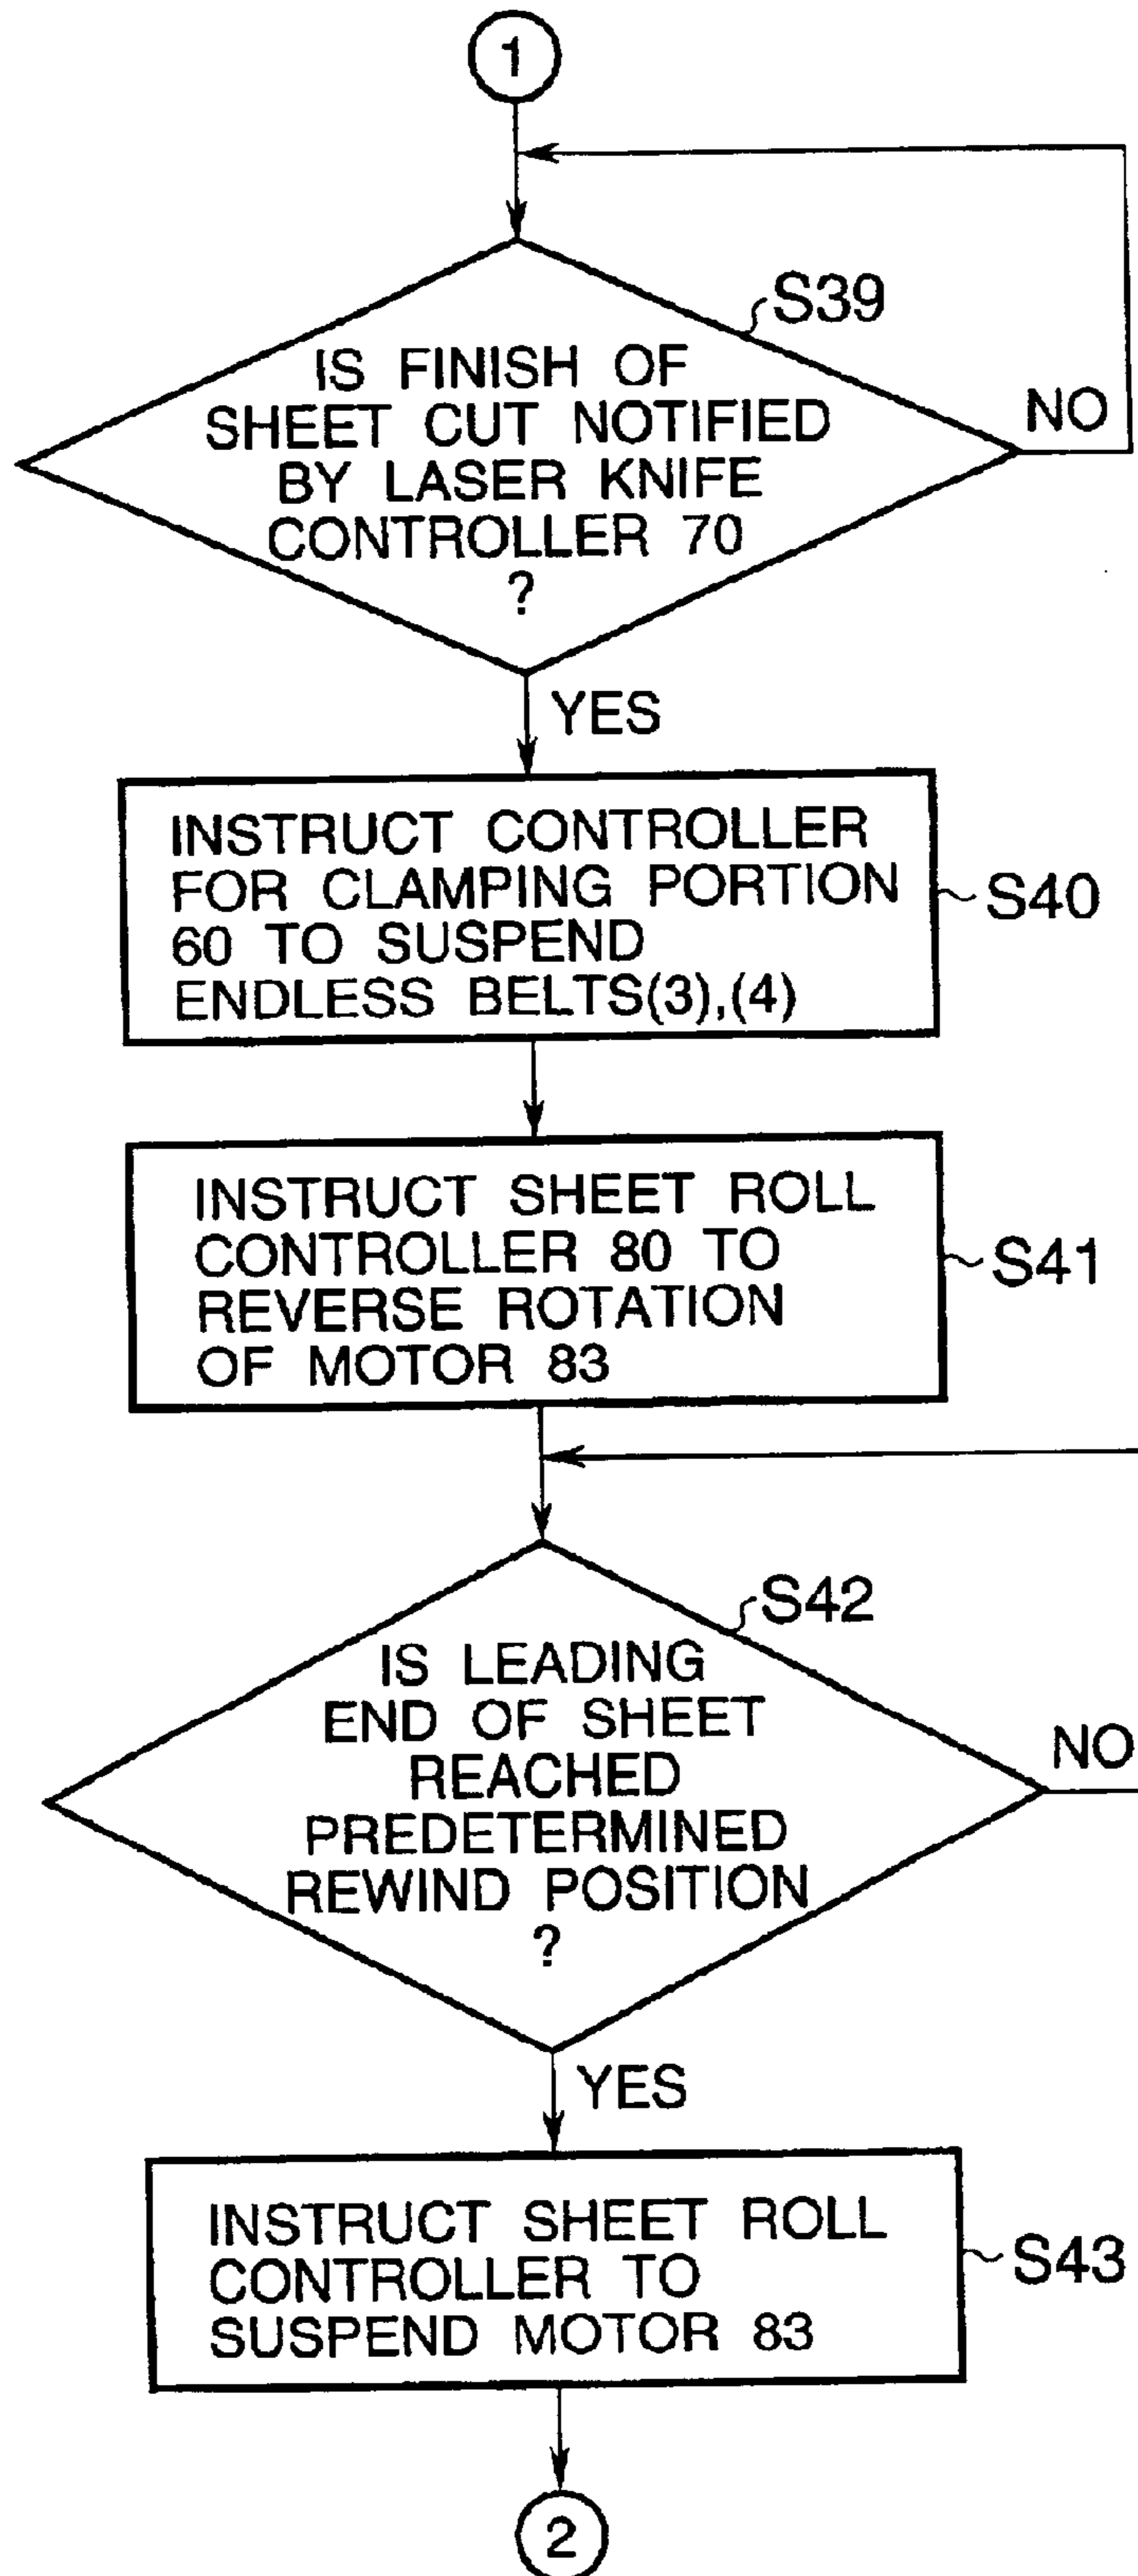 1
S39
IS FINISH OF
SHEET CUT NOTIFIED
BY LASER KNIFE
CONTROLLER 70
?
NO
YES
INSTRUCT CONTROLLER
FOR CLAMPING PORTION
60 TO SUSPEND
ENDLESS BELTS(3),(4)
S40
INSTRUCT SHEET ROLL
CONTROLLER 80 TO
REVERSE ROTATION
OF MOTOR 83
S41
S42
IS LEADING
END OF SHEET
REACHED
PREDETERMINED
REWIND POSITION
?
NO
YES
INSTRUCT SHEET ROLL
CONTROLLER TO
SUSPEND MOTOR 83
S43
2